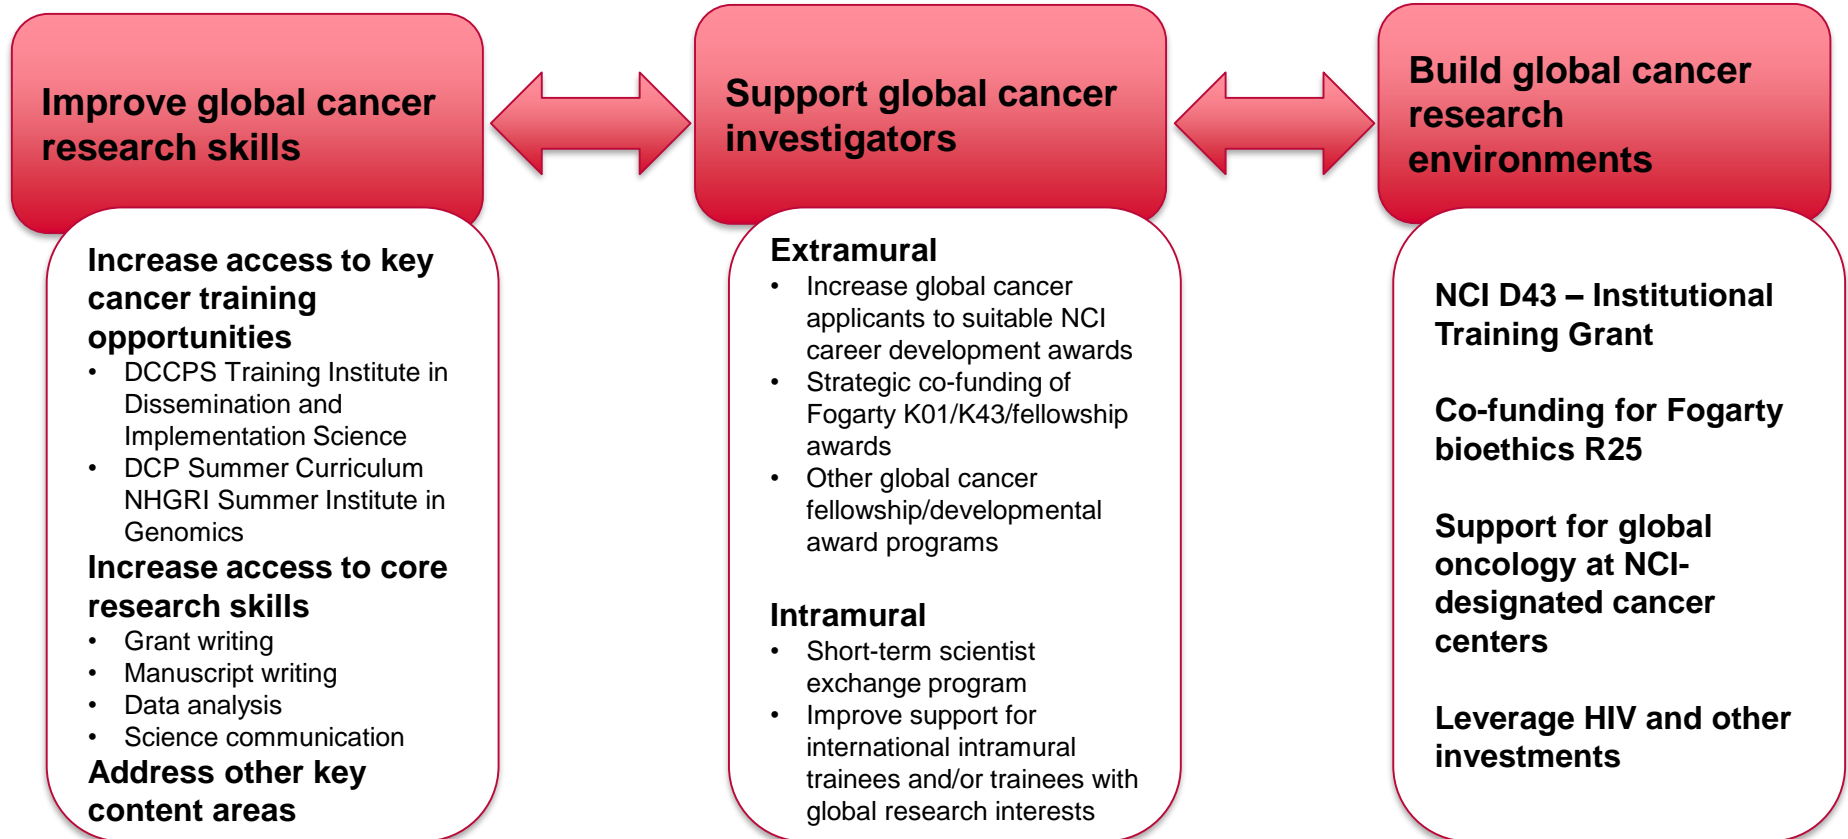 Improve global cancer
research skills
Increase access to key
cancer training
opportunities
• DCCPS Training Institute in
Dissemination and
Implementation Science
• DCP Summer Curriculum
NHGRI Summer Institute in
Genomics
Increase access to core
research skills
• Grant writing
• Manuscript writing
• Data analysis
• Science communication
Address other key
content areas
Support global cancer
investigators
Extramural
• Increase global cancer
applicants to suitable NCI
career development awards
• Strategic co-funding of
Fogarty K01/K43/fellowship
awards
• Other global cancer
fellowship/developmental
award programs
Intramural
• Short-term scientist
exchange program
• Improve support for
international intramural
trainees and/or trainees with
global research interests
Build global cancer
research
environments
NCI D43 – Institutional
Training Grant
Co-funding for Fogarty
bioethics R25
Support for global
oncology at NCI-
designated cancer
centers
Leverage HIV and other
investments